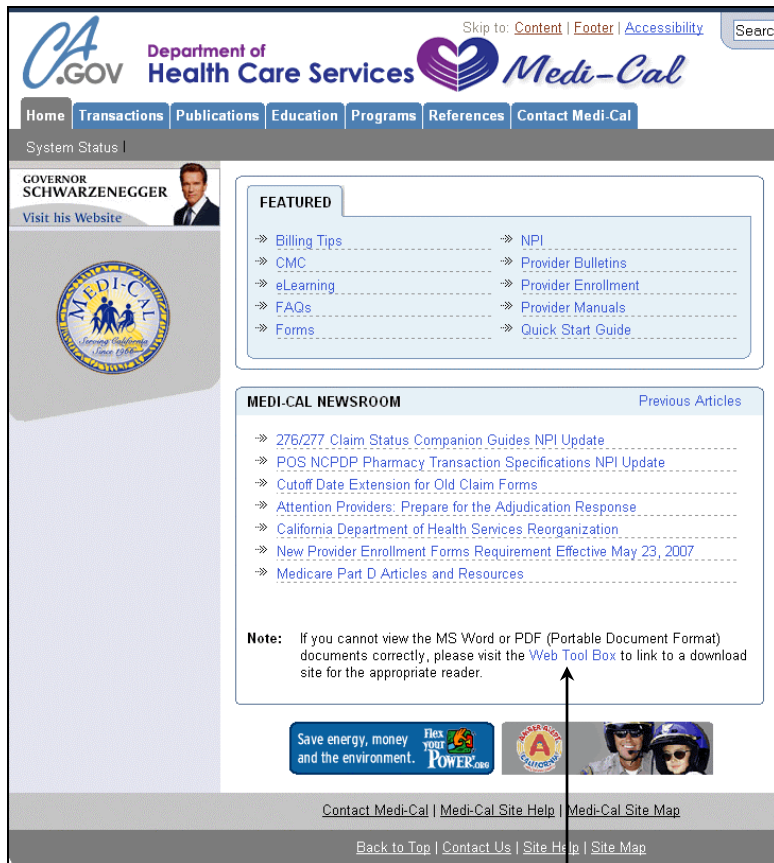 Skip to: Content | Footer | Accessibility
Searc
CA.GOV
Department of
Health Care Services
Medi-Cal
Home Transactions Publications Education Programs References Contact Medi-Cal
System Status |
GOVERNOR
SCHWARZENEGGER
Visit his Website
MEDI-CAL
Serving California
Since 1966
FEATURED
Billing Tips
CMC
eLearning
FAQs
Forms
NPI
Provider Bulletins
Provider Enrollment
Provider Manuals
Quick Start Guide
MEDI-CAL NEWSROOM
Previous Articles
276/277 Claim Status Companion Guides NPI Update
POS NCPDP Pharmacy Transaction Specifications NPI Update
Cutoff Date Extension for Old Claim Forms
Attention Providers: Prepare for the Adjudication Response
California Department of Health Services Reorganization
New Provider Enrollment Forms Requirement Effective May 23, 2007
Medicare Part D Articles and Resources
Note: If you cannot view the MS Word or PDF (Portable Document Format)
documents correctly, please visit the Web Tool Box to link to a download
site for the appropriate reader.
Save energy, money
and the environment.
Flex
your
POWER.ORG
AMBER ALERT
A
CALIFORNIA
Contact Medi-Cal | Medi-Cal Site Help | Medi-Cal Site Map
Back to Top | Contact Us | Site Help | Site Map